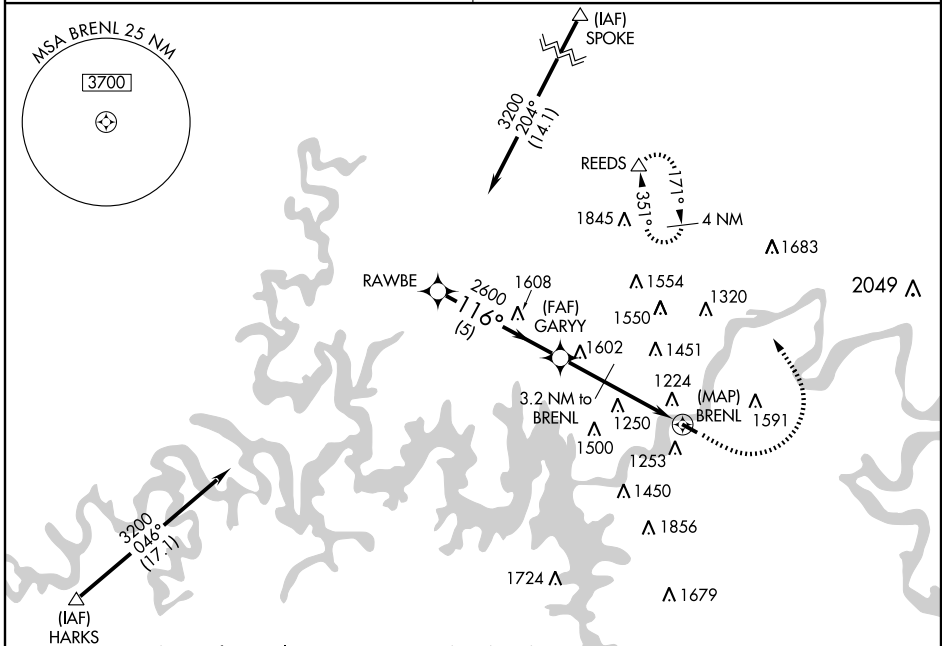 MSA BRENL 25 NM
3700
(IAF)
SPOKE
3200
204°
(14.1)
REEDS
351°
171°
4 NM
1845
1683
2049
RAWBE
2600
116°
(5)
1608
(FAF)
GARYY
1554
1550
1320
1602
1451
3.2 NM to
BRENL
1224
(MAP)
BRENL
1250
1591
1500
1253
1450
1856
3200
046°
(17.1)
(IAF)
HARKS
1724
1679